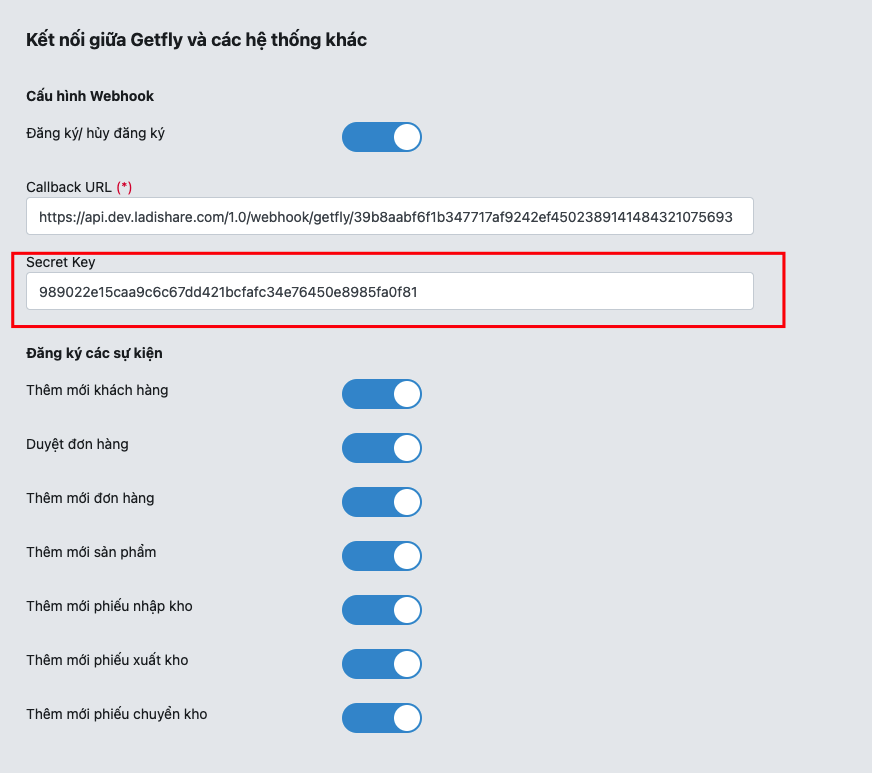 Kết nối giữa Getfly và các hệ thống khác
Cấu hình Webhook
Đăng ký/ hủy đăng ký
Callback URL (*)
https://api.dev.ladishare.com/1.0/webhook/getfly/39b8aabf6f1b347717af9242ef4502389141484321075693
Secret Key
989022e15caa9c6c67dd421bcfafc34e76450e8985fa0f81
Đăng ký các sự kiện
Thêm mới khách hàng
Duyệt đơn hàng
Thêm mới đơn hàng
Thêm mới sản phẩm
Thêm mới phiếu nhập kho
Thêm mới phiếu xuất kho
Thêm mới phiếu chuyển kho